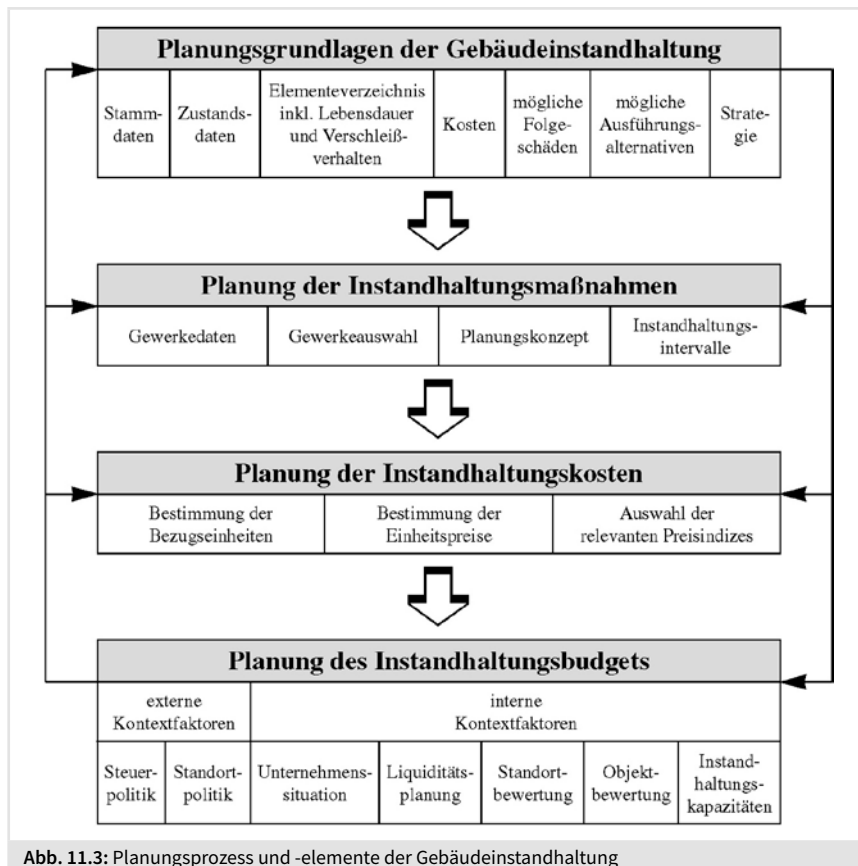 Planungsgrundlagen der Gebäudeinstandhaltung
Stamm-
daten
Zustands-
daten
Elementeverzeichnis
inkl. Lebensdauer
und Verschleiß-
verhalten
Kosten
mögliche
Folge-
schäden
mögliche
Ausführungs-
alternativen
Strate-
gie
Planung der Instandhaltungsmaßnahmen
Gewerkedaten
Gewerkeauswahl
Planungskonzept
Instandhaltungs-
intervalle
Planung der Instandhaltungskosten
Bestimmung der
Bezugseinheiten
Bestimmung der
Einheitspreise
Auswahl der
relevanten Preisindizes
Planung des Instandhaltungsbudgets
externe
Kontextfaktoren
interne
Kontextfaktoren
Steuer-
politik
Standort-
politik
Unternehmens-
situation
Liquiditäts-
planung
Standort-
bewertung
Objekt-
bewertung
Instand-
haltungs-
kapazitäten
Abb. 11.3: Planungsprozess und -elemente der Gebäudeinstandhaltung